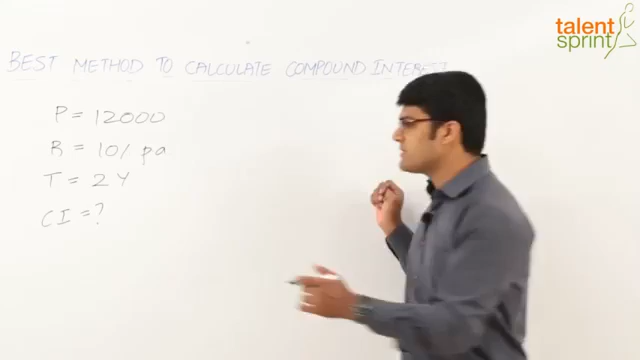 talent
sprint
BEST METHOD TO CALCULATE COMPOUND INTEREST
P = 12000
R = 10/. pa
T = 2 Y
CI = ?